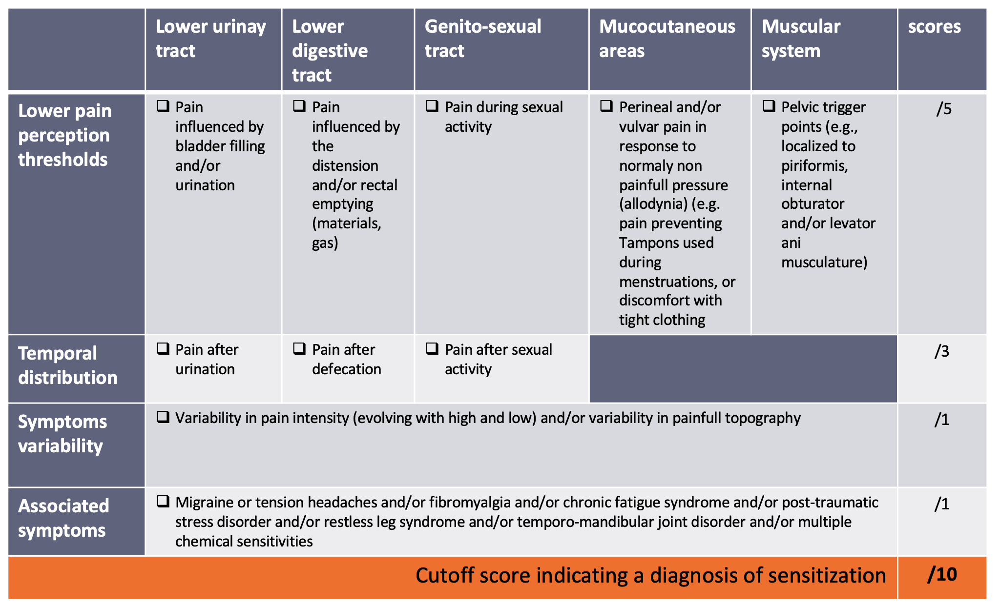 Lower urinay
tract
Lower
digestive
tract
Genito-sexual
tract
Mucocutaneous
areas
Muscular
system
scores
Lower pain
perception
thresholds
❑ Pain
influenced by
bladder filling
and/or
urination
❑ Pain
influenced by
the
distension
and/or rectal
emptying
(materials,
gas)
❑ Pain during sexual
activity
❑ Perineal and/or
vulvar pain in
response to
normaly non
painfull pressure
(allodynia) (e.g.
pain preventing
Tampons used
during
menstruations, or
discomfort with
tight clothing
❑ Pelvic trigger
points (e.g.,
localized to
piriformis,
internal
obturator
and/or levator
ani
musculature)
/5
Temporal
distribution
❑ Pain after
urination
❑ Pain after
defecation
❑ Pain after sexual
activity
/3
Symptoms
variability
❑ Variability in pain intensity (evolving with high and low) and/or variability in painfull topography
/1
Associated
symptoms
❑ Migraine or tension headaches and/or fibromyalgia and/or chronic fatigue syndrome and/or post-traumatic
stress disorder and/or restless leg syndrome and/or temporo-mandibular joint disorder and/or multiple
chemical sensitivities
/1
Cutoff score indicating a diagnosis of sensitization
/10